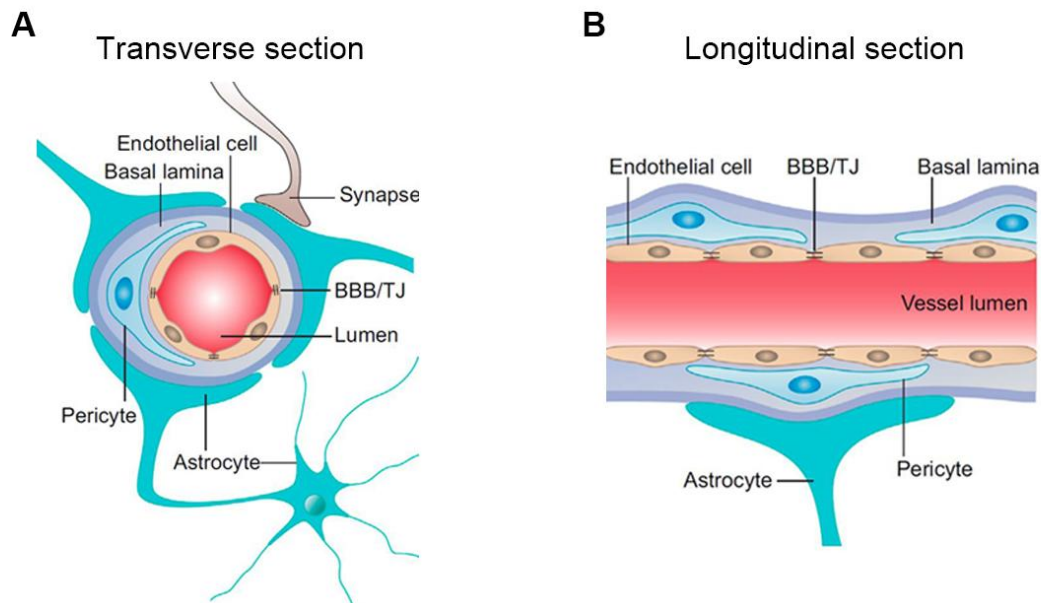 A
Transverse section
Endothelial cell
Basal lamina
Synapse
BBB/TJ
Lumen
Pericyte
Astrocyte
B
Longitudinal section
Endothelial cell
BBB/TJ
Basal lamina
Vessel lumen
Astrocyte
Pericyte